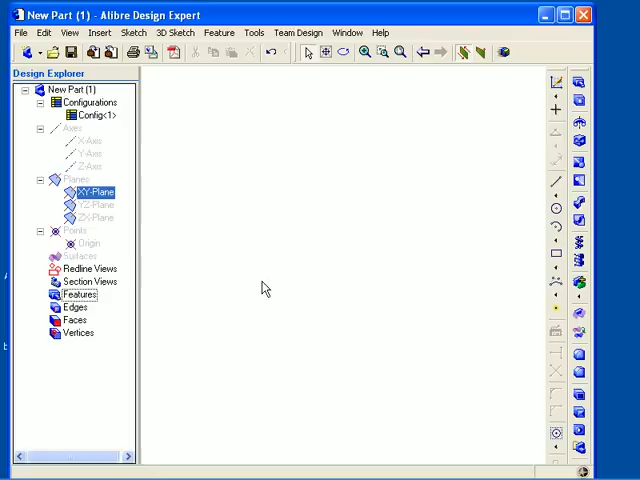 New Part (1) - Alibre Design Expert
File Edit View Insert Sketch 3D Sketch Feature Tools Team Design Window Help
Design Explorer
New Part (1)
Configurations
Config<1>
Axes
X-Axis
Y-Axis
Z-Axis
Planes
XY-Plane
YZ-Plane
ZX-Plane
Points
Origin
Surfaces
Redline Views
Section Views
Features
Edges
Faces
Vertices